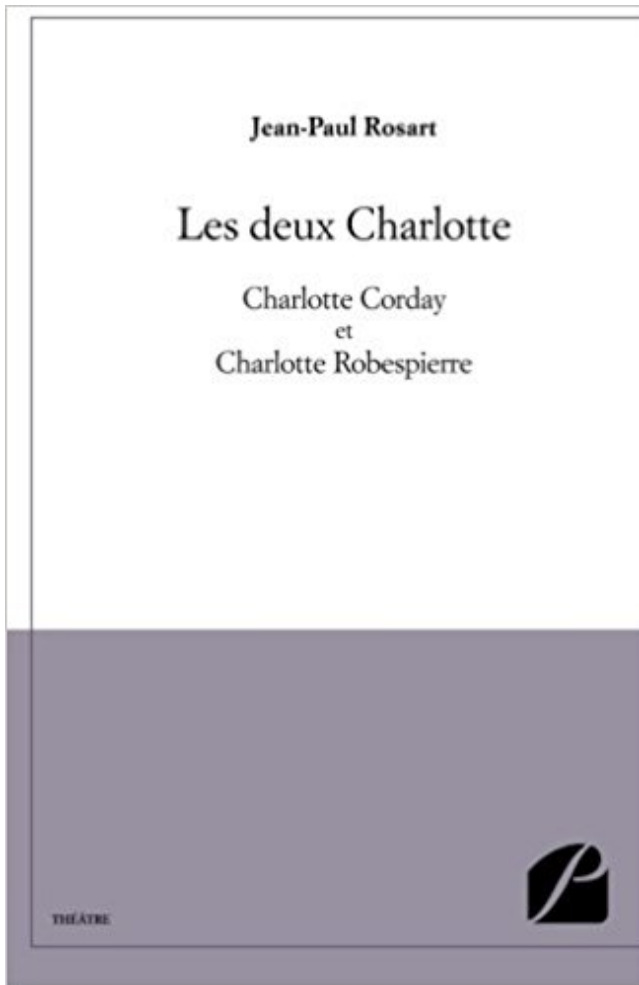 Jean-Paul Rosart
Les deux Charlotte
Charlotte Corday
et
Charlotte Robespierre
THÉÂTRE
P